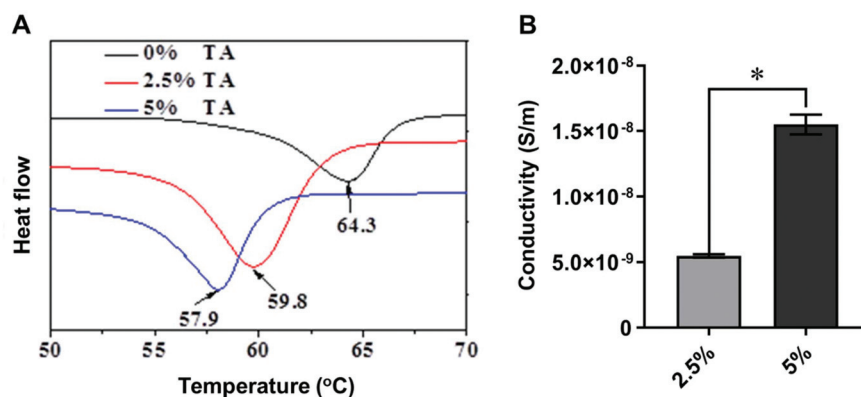 A
0% TA
2.5% TA
5% TA
Heat flow
64.3
59.8
57.9
50 55 60 65 70
Temperature (°C)
B
2.0×10⁻⁸
1.5×10⁻⁸
1.0×10⁻⁸
5.0×10⁻⁹
0
Conductivity (S/m)
*
2.5% 5%